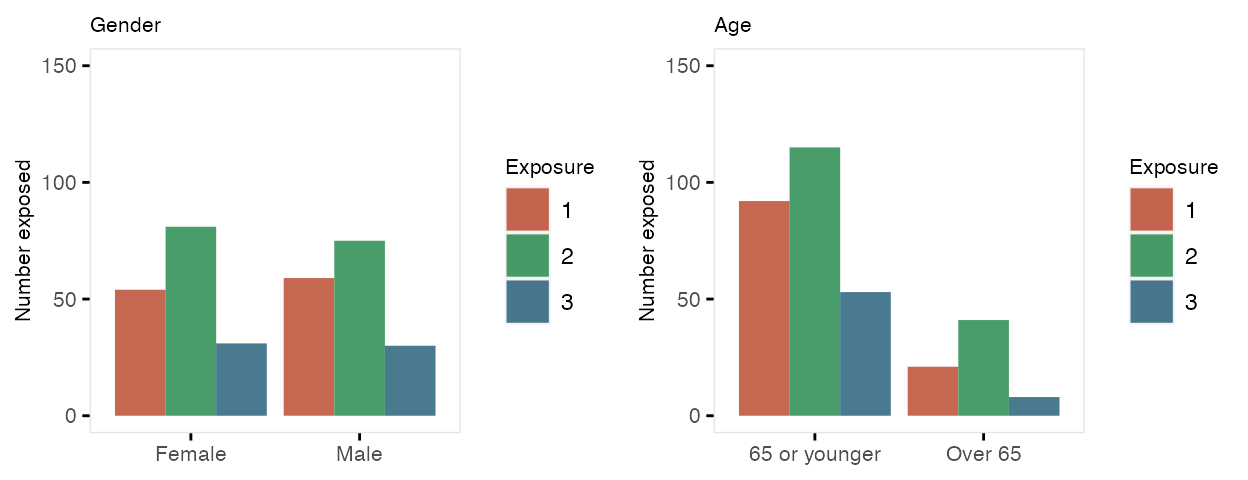 Gender
150
100
50
0
Number exposed
Female Male
Exposure
1
2
3
Age
150
100
50
0
Number exposed
65 or younger Over 65
Exposure
1
2
3